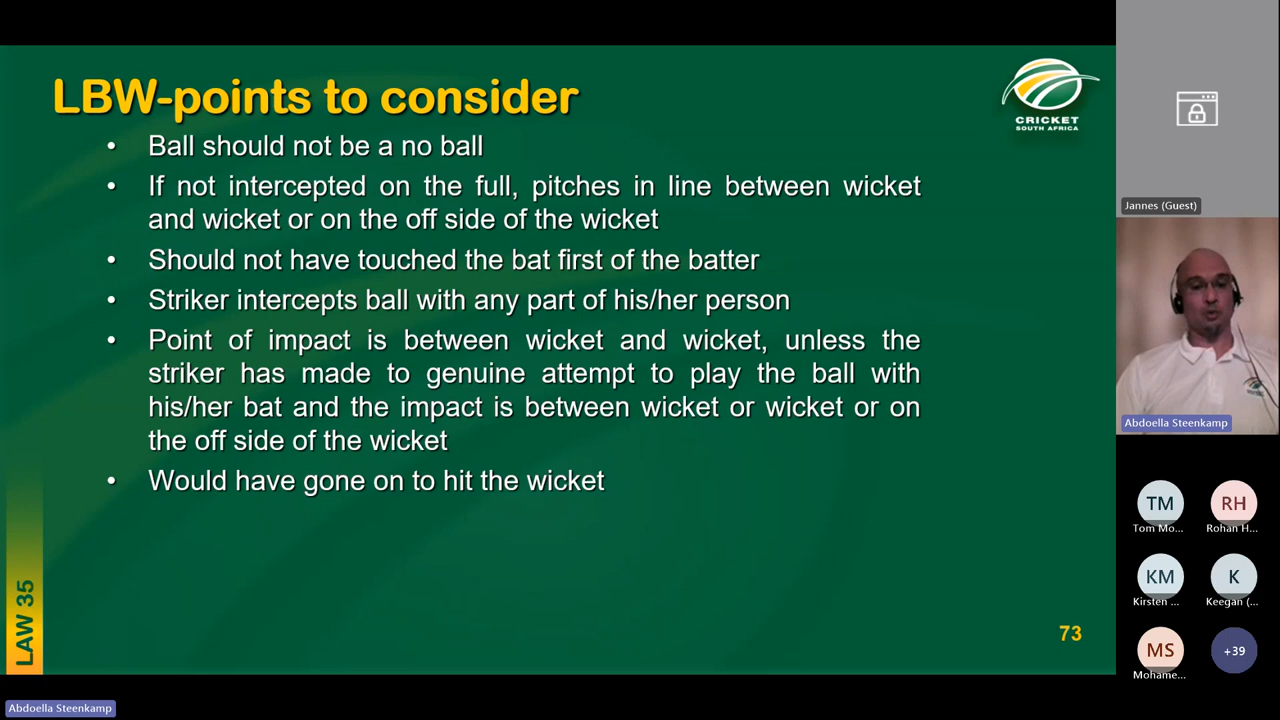 LBW-points to consider
CRICKET
SOUTH AFRICA
• Ball should not be a no ball
• If not intercepted on the full, pitches in line between wicket
and wicket or on the off side of the wicket
• Should not have touched the bat first of the batter
• Striker intercepts ball with any part of his/her person
• Point of impact is between wicket and wicket, unless the
striker has made to genuine attempt to play the ball with
his/her bat and the impact is between wicket or wicket or on
the off side of the wicket
• Would have gone on to hit the wicket
LAW 35
73
Jannes (Guest)
Abdoella Steenkamp
TM
Tom Mo...
RH
Rohan H...
KM
Kirsten ...
K
Keegan (...
MS
Mohame...
+39
Abdoella Steenkamp